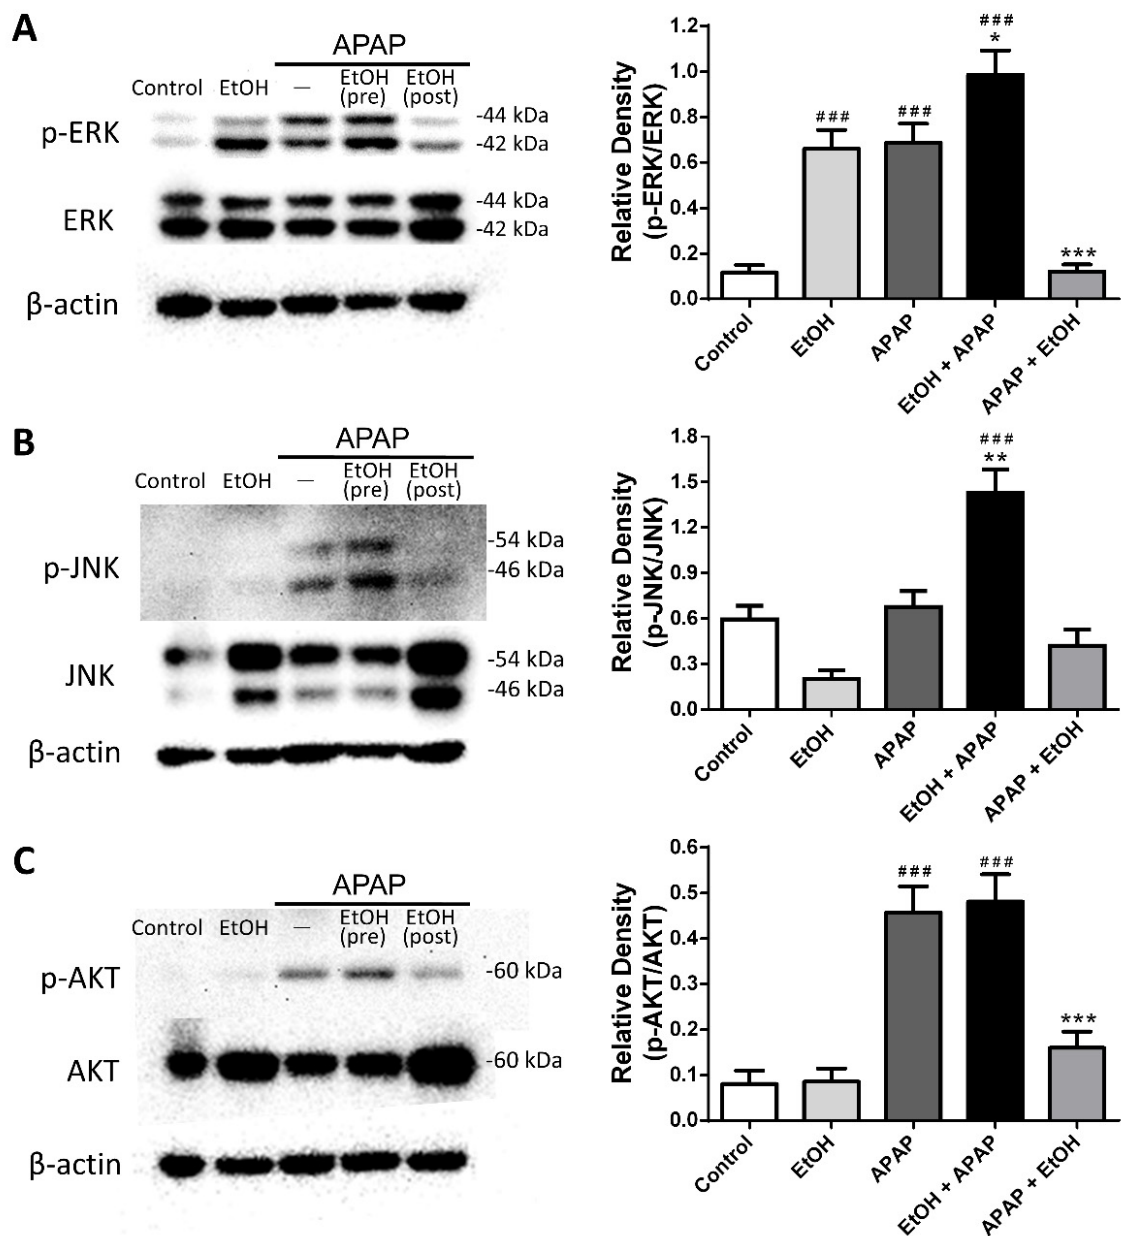 A
APAP
Control EtOH — EtOH (pre) EtOH (post)
p-ERK
-44 kDa
-42 kDa
ERK
-44 kDa
-42 kDa
β-actin
Relative Density
(p-ERK/ERK)
1.2
1.0
0.8
0.6
0.4
0.2
0.0
###
###
###
*
***
Control
EtOH
APAP
EtOH + APAP
APAP + EtOH
B
APAP
Control EtOH — EtOH (pre) EtOH (post)
p-JNK
-54 kDa
-46 kDa
JNK
-54 kDa
-46 kDa
β-actin
Relative Density
(p-JNK/JNK)
1.8
1.5
1.2
0.9
0.6
0.3
0.0
###
**
Control
EtOH
APAP
EtOH + APAP
APAP + EtOH
C
APAP
Control EtOH — EtOH (pre) EtOH (post)
p-AKT
-60 kDa
AKT
-60 kDa
β-actin
Relative Density
(p-AKT/AKT)
0.6
0.5
0.4
0.3
0.2
0.1
0.0
###
###
***
Control
EtOH
APAP
EtOH + APAP
APAP + EtOH